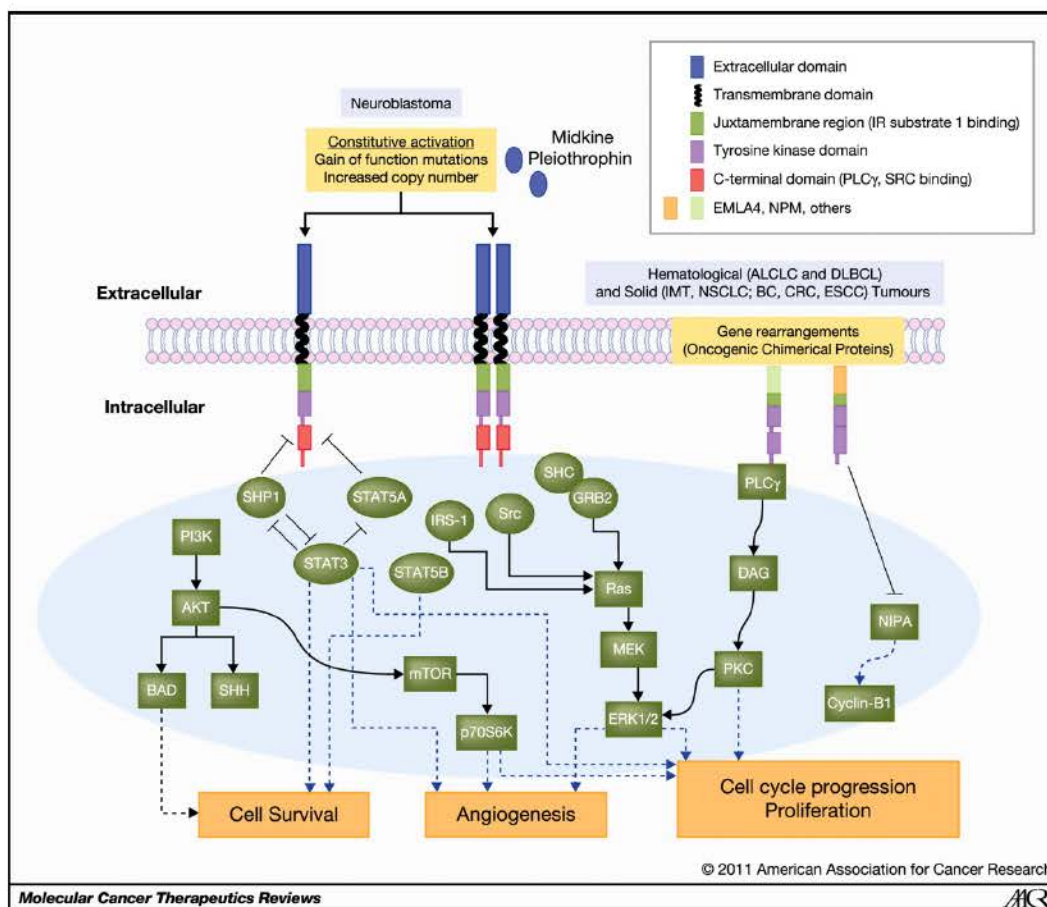 Extracellular domain
Transmembrane domain
Juxtamembrane region (IR substrate 1 binding)
Tyrosine kinase domain
C-terminal domain (PLCγ, SRC binding)
EMLA4, NPM, others
Neuroblastoma
Constitutive activation
Gain of function mutations
Increased copy number
Midkine
Pleiothrophin
Hematological (ALCLC and DLBCL)
and Solid (IMT, NSCLC; BC, CRC, ESCC) Tumours
Extracellular
Gene rearrangements
(Oncogenic Chimerical Proteins)
Intracellular
SHP1
STAT5A
STAT3
STAT5B
IRS-1
Src
SHC
GRB2
PLCγ
PI3K
AKT
BAD
SHH
mTOR
p70S6K
Ras
MEK
ERK1/2
DAG
PKC
NIPA
Cyclin-B1
Cell Survival
Angiogenesis
Cell cycle progression
Proliferation
© 2011 American Association for Cancer Research
Molecular Cancer Therapeutics Reviews
AACR